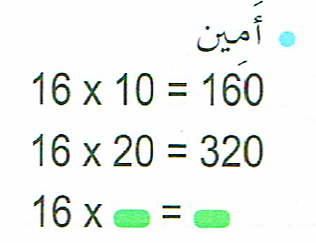 أَمين
16 x 10 = 160
16 x 20 = 320
16 x =